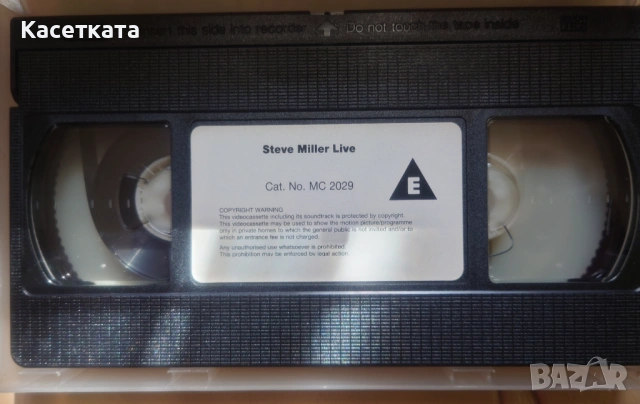 Касетката
Insert this side into recorder Do not touch the tape inside
Steve Miller Live
Cat. No. MC 2029
E
COPYRIGHT WARNING
This videocassette including its soundtrack is protected by copyright.
This videocassette may be used to show the motion picture/programme
only in private homes to which the general public is not invited and/or to
which an entrance fee is not charged.
Any unauthorised use whatsoever is prohibited.
This prohibition may be enforced by legal action.
BAZAR
bg